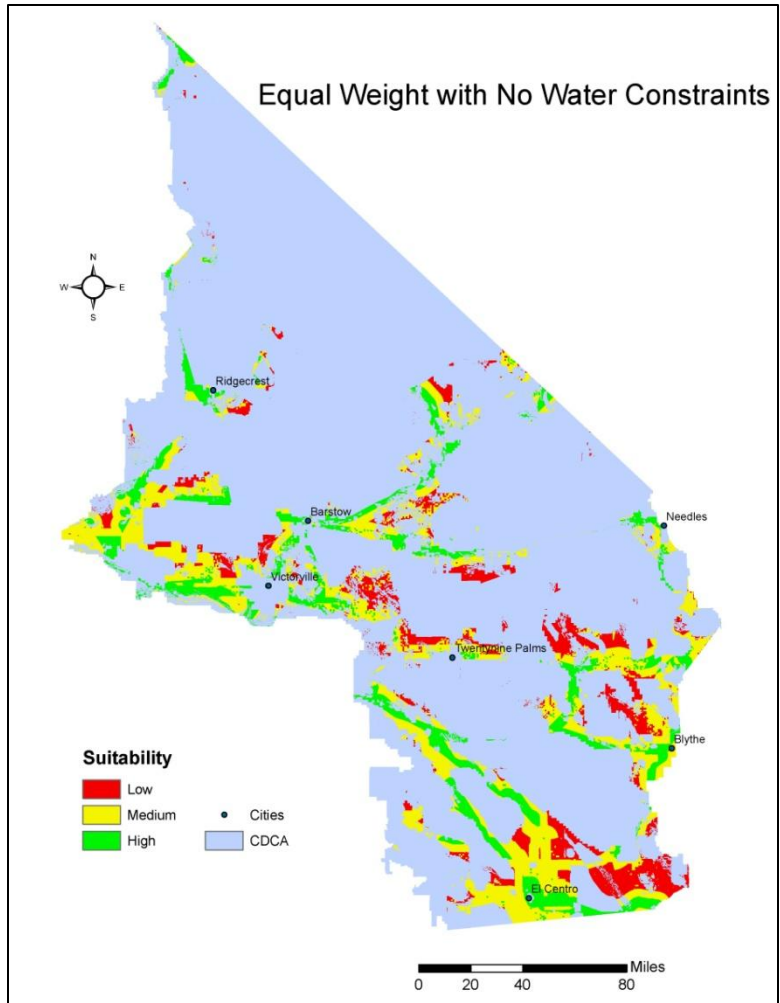 Equal Weight with No Water Constraints
N
W E
S
Ridgecrest
Barstow
Needles
Victorville
Twentynine Palms
Blythe
Suitability
Low
Medium
Cities
High
CDCA
El Centro
Miles
0 20 40 80